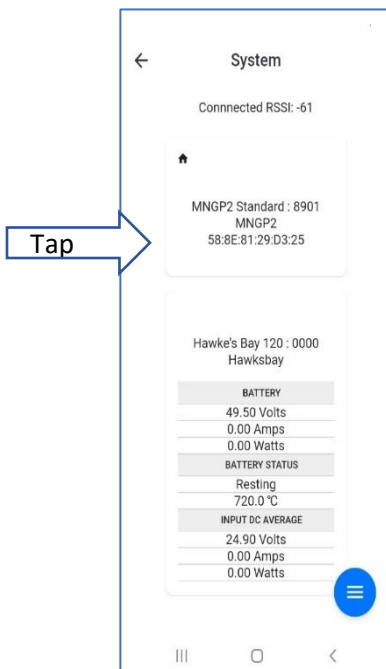 System
Connnected RSSI: -61
MNGP2 Standard : 8901
MNGP2
58:8E:81:29:D3:25
Tap
Hawke's Bay 120 : 0000
Hawksbay
BATTERY
49.50 Volts
0.00 Amps
0.00 Watts
BATTERY STATUS
Resting
720.0 °C
INPUT DC AVERAGE
24.90 Volts
0.00 Amps
0.00 Watts